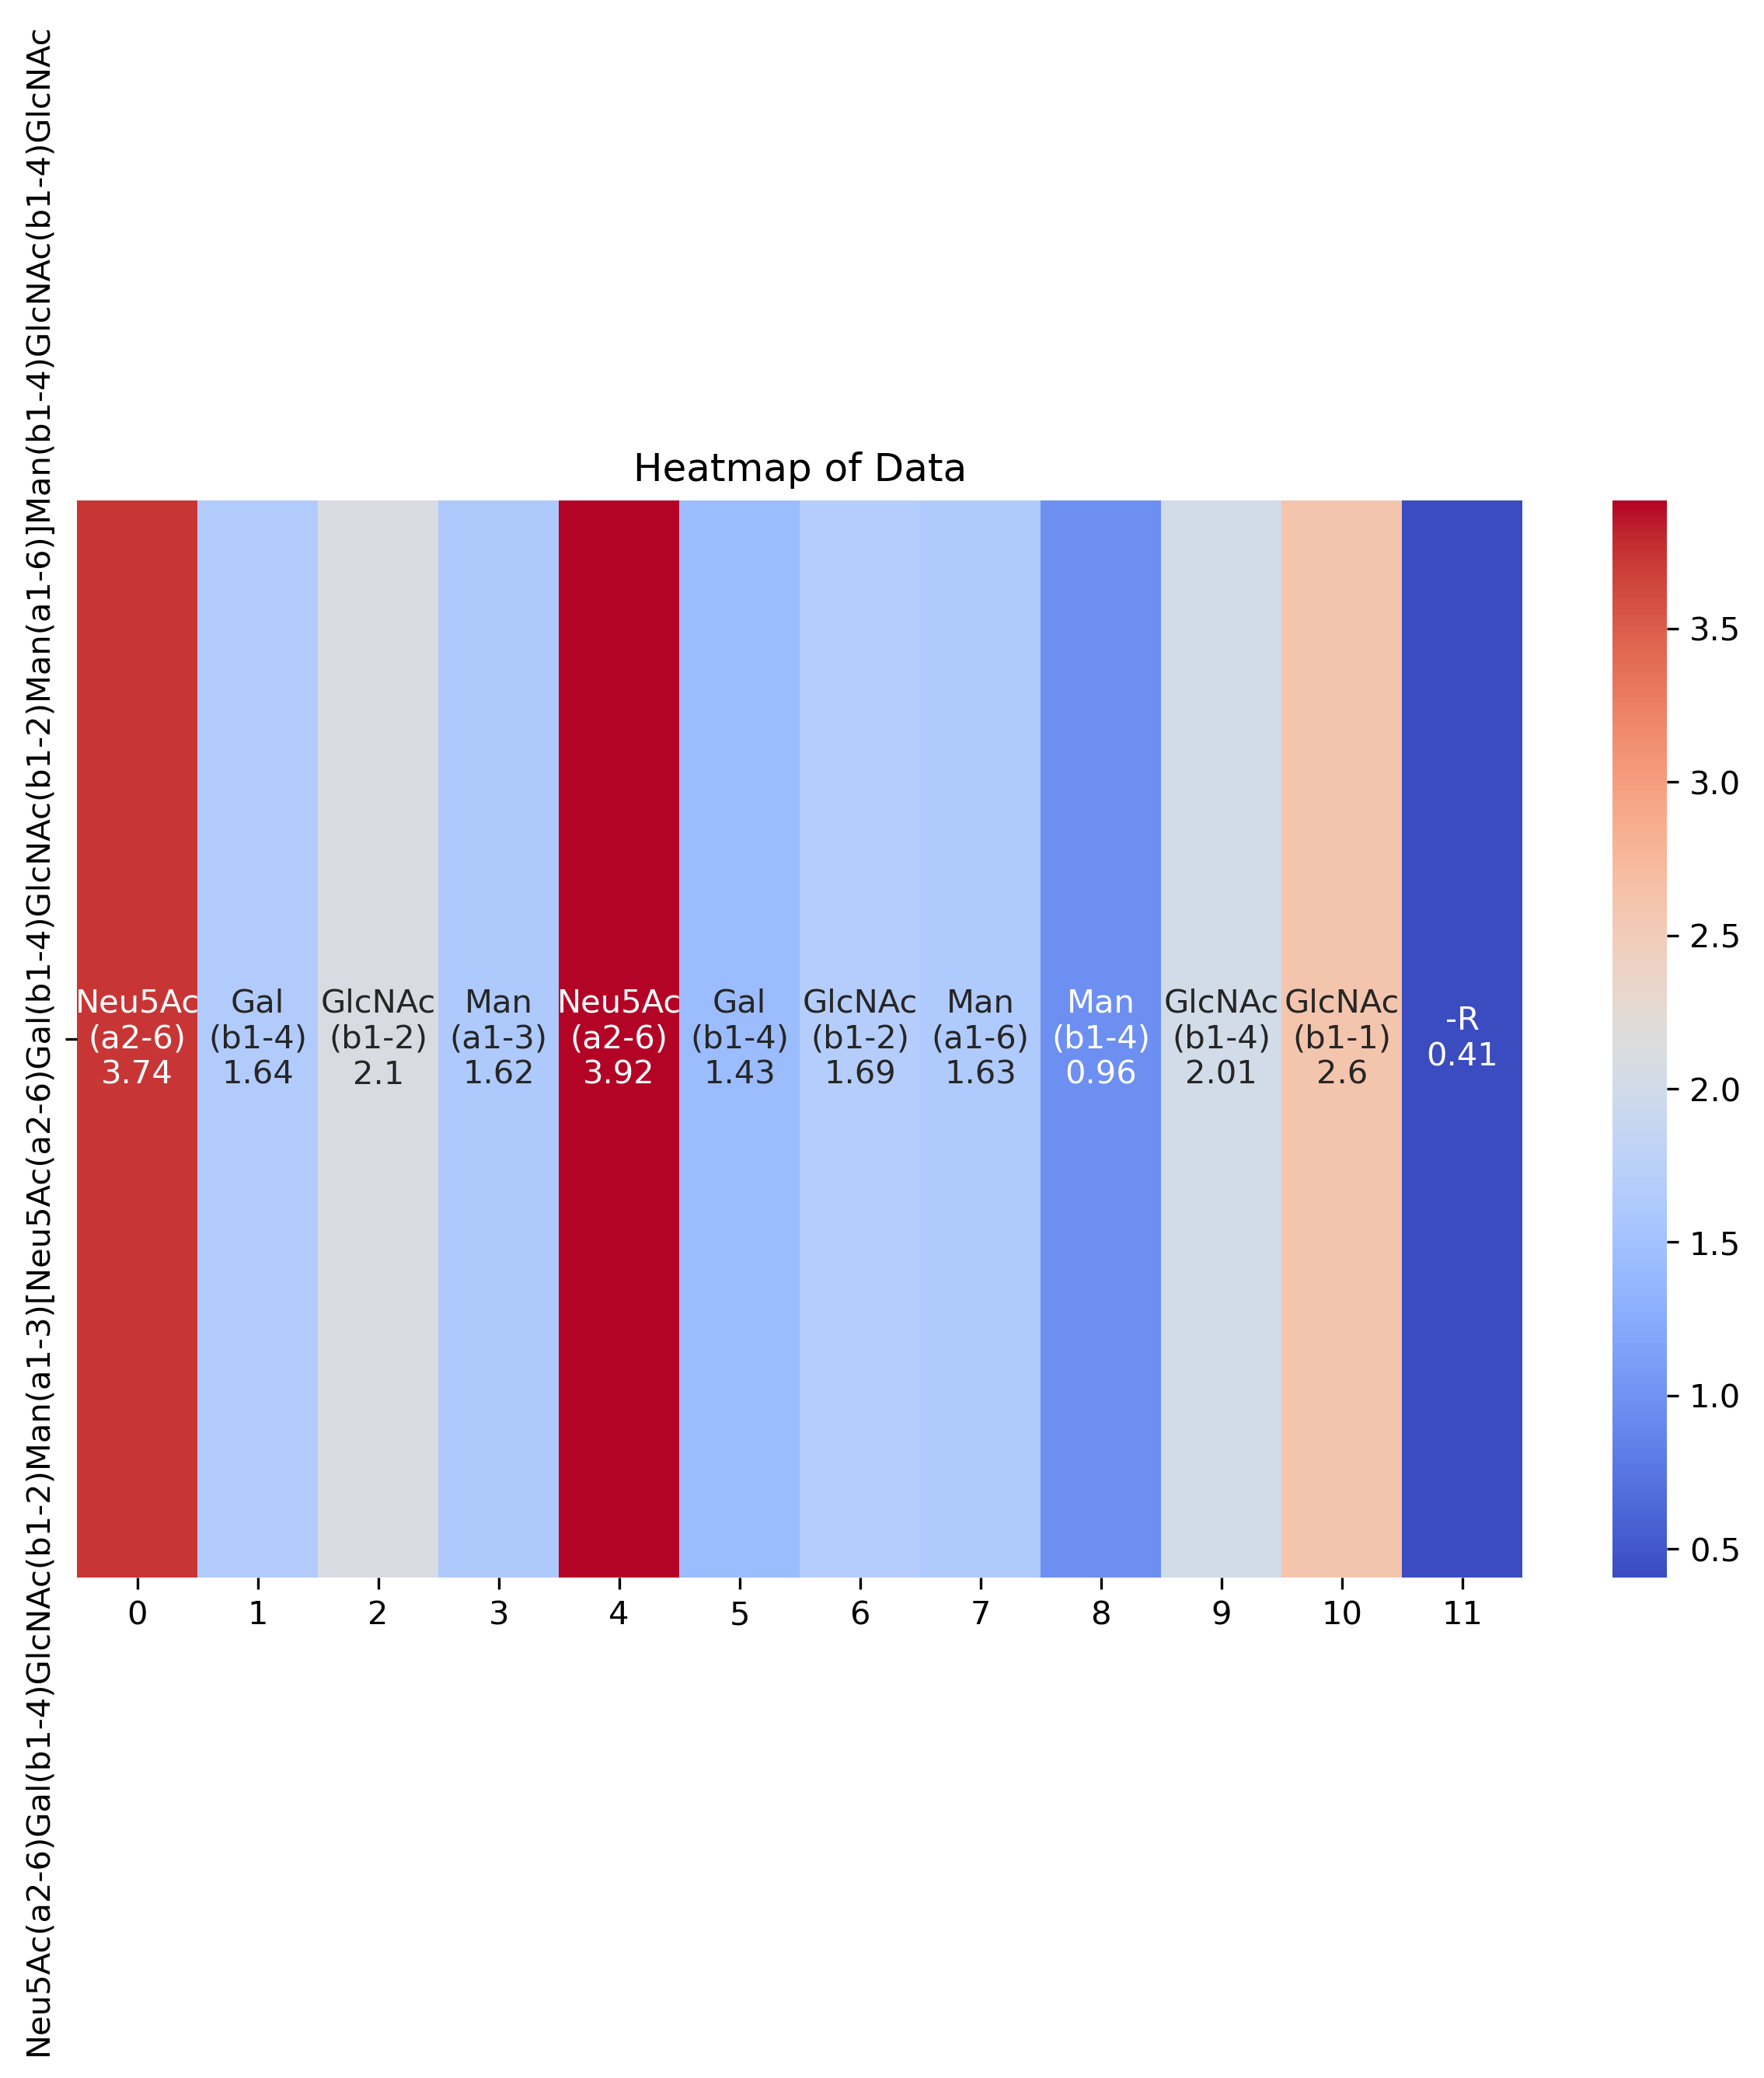 Heatmap of Data
Neu5Ac(a2-6)Gal(b1-4)GlcNAc(b1-2)Man(a1-3)[Neu5Ac(a2-6)Gal(b1-4)GlcNAc(b1-2)Man(a1-6)]Man(b1-4)GlcNAc(b1-4)GlcNAc
Neu5Ac
(a2-6)
3.74
Gal
(b1-4)
1.64
GlcNAc
(b1-2)
2.1
Man
(a1-3)
1.62
Neu5Ac
(a2-6)
3.92
Gal
(b1-4)
1.43
GlcNAc
(b1-2)
1.69
Man
(a1-6)
1.63
Man
(b1-4)
0.96
GlcNAc
(b1-4)
2.01
GlcNAc
(b1-1)
2.6
-R
0.41
0 1 2 3 4 5 6 7 8 9 10 11
3.5
3.0
2.5
2.0
1.5
1.0
0.5